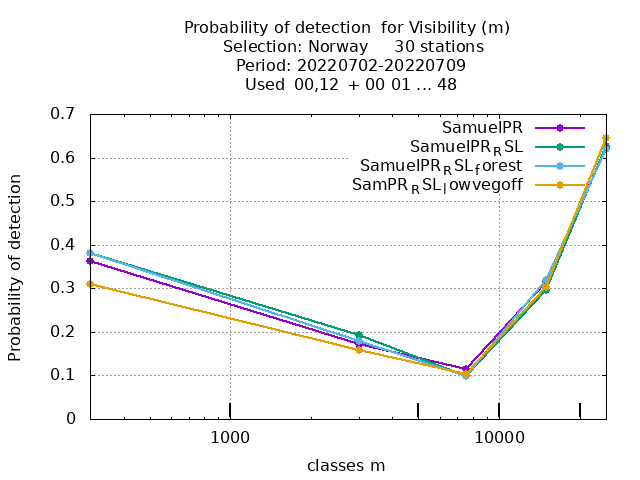 Probability of detection  for Visibility (m)
Selection: Norway     30 stations
Period: 20220702-20220709
Used  00,12  + 00 01 ... 48
0.7
0.6
0.5
0.4
0.3
0.2
0.1
0
Probability of detection
SamuelPR
SamuelPR_RSL
SamuelPR_RSL_forest
SamPR_RSL_lowvegoff
1000
10000
classes m